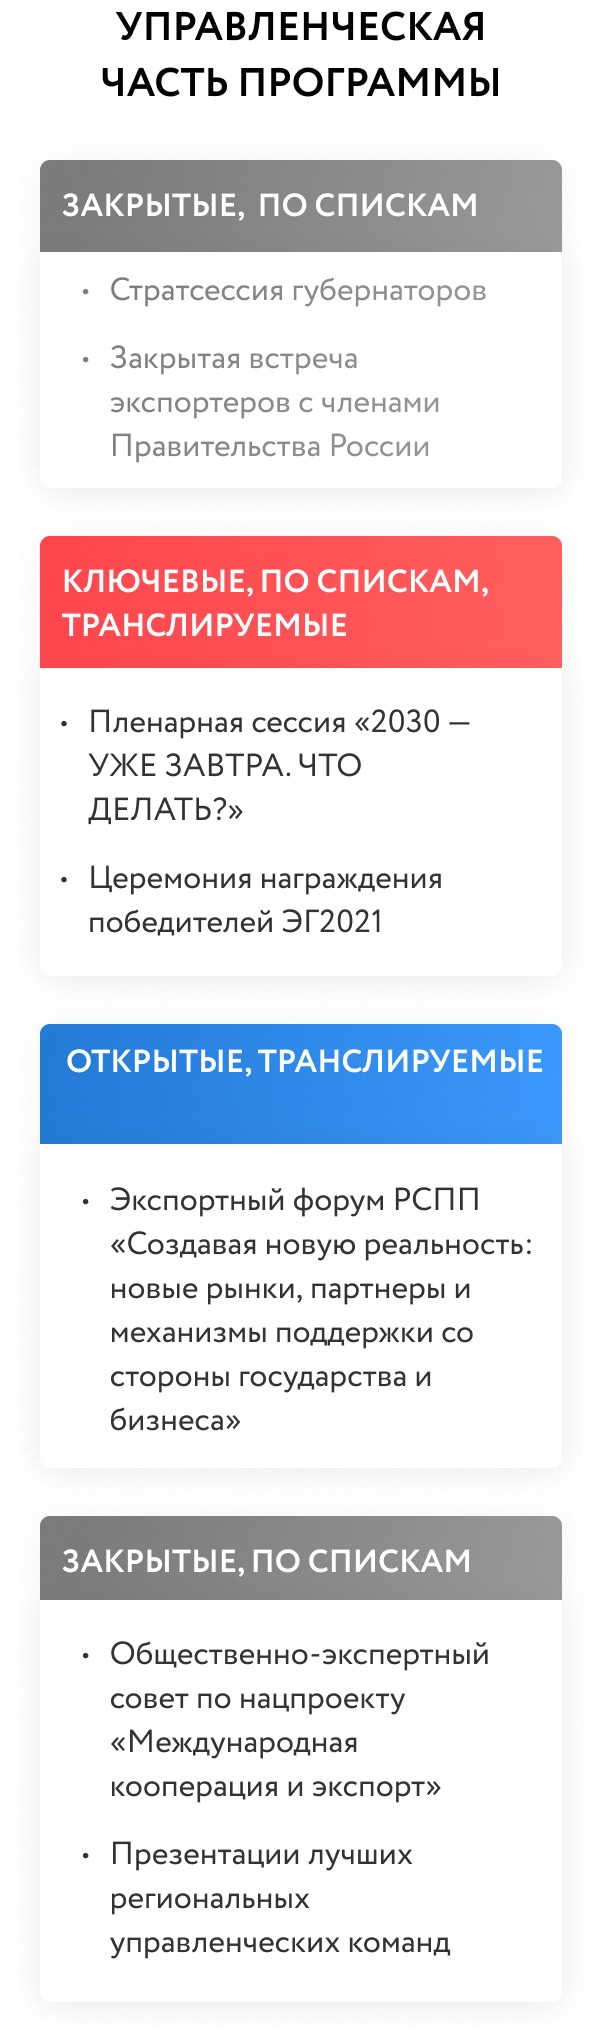 УПРАВЛЕНЧЕСКАЯ
ЧАСТЬ ПРОГРАММЫ
ЗАКРЫТЫЕ, ПО СПИСКАМ
• Стратсессия губернаторов
• Закрытая встреча
экспортеров с членами
Правительства России
КЛЮЧЕВЫЕ, ПО СПИСКАМ,
ТРАНСЛИРУЕМЫЕ
• Пленарная сессия «2030 –
УЖЕ ЗАВТРА. ЧТО
ДЕЛАТЬ?»
• Церемония награждения
победителей ЭГ2021
ОТКРЫТЫЕ, ТРАНСЛИРУЕМЫЕ
• Экспортный форум РСПП
«Создавая новую реальность:
новые рынки, партнеры и
механизмы поддержки со
стороны государства и
бизнеса»
ЗАКРЫТЫЕ, ПО СПИСКАМ
• Общественно-экспертный
совет по нацпроекту
«Международная
кооперация и экспорт»
• Презентации лучших
региональных
управленческих команд